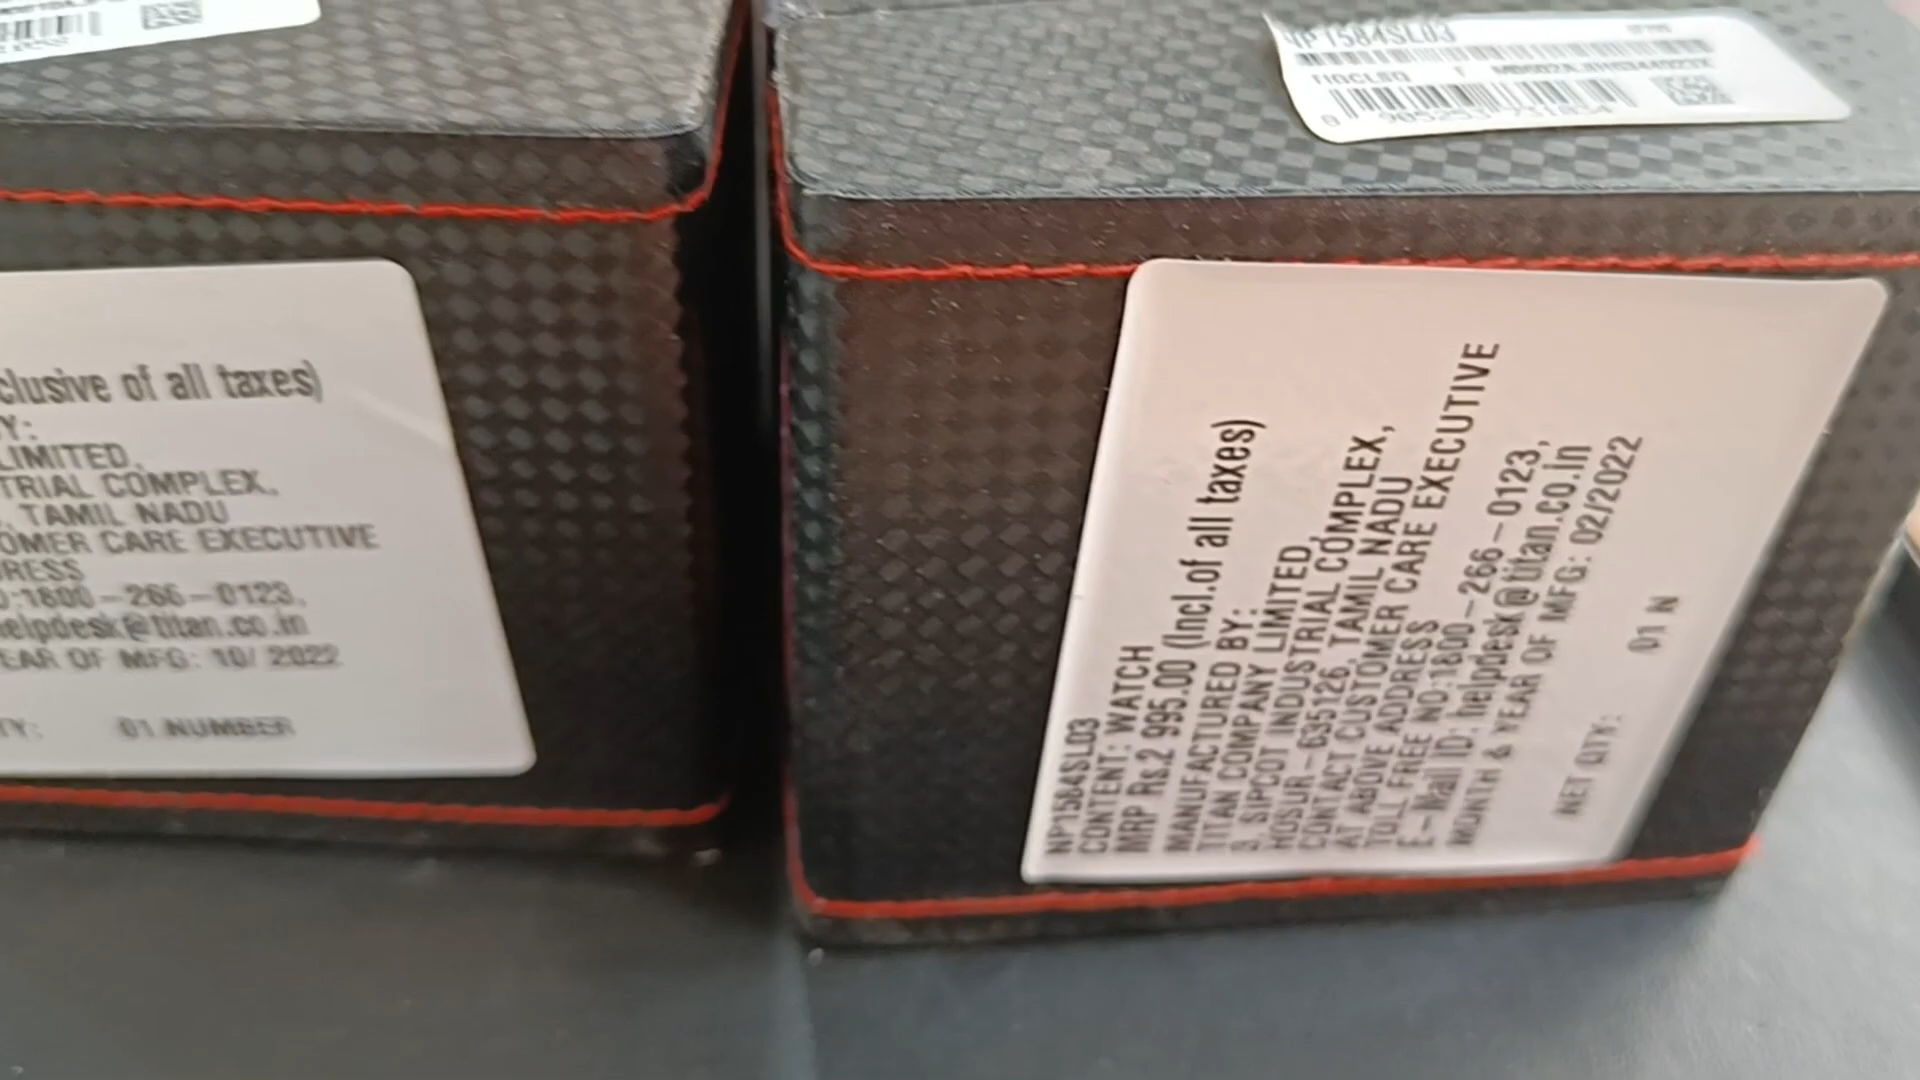 clusive of all taxes)
Y:
LIMITED,
TRIAL COMPLEX,
, TAMIL NADU
OMER CARE EXECUTIVE
RESS
O:1800-266-0123,
elpdesk@titan.co.in
EAR OF MFG: 10/ 2022
TY: 01 NUMBER
NP1584SL03
NP1584SL03
CONTENT: WATCH
MRP Rs.2 995.00 (Incl.of all taxes)
MANUFACTURED BY:
TITAN COMPANY LIMITED,
3, SIPCOT INDUSTRIAL COMPLEX,
HOSUR-635126, TAMIL NADU
CONTACT CUSTOMER CARE EXECUTIVE
AT ABOVE ADDRESS
TOLL FREE NO:1800-266-0123,
E-Mail ID: helpdesk@titan.co.in
MONTH & YEAR OF MFG: 02/2022
NET QTY: 01 N